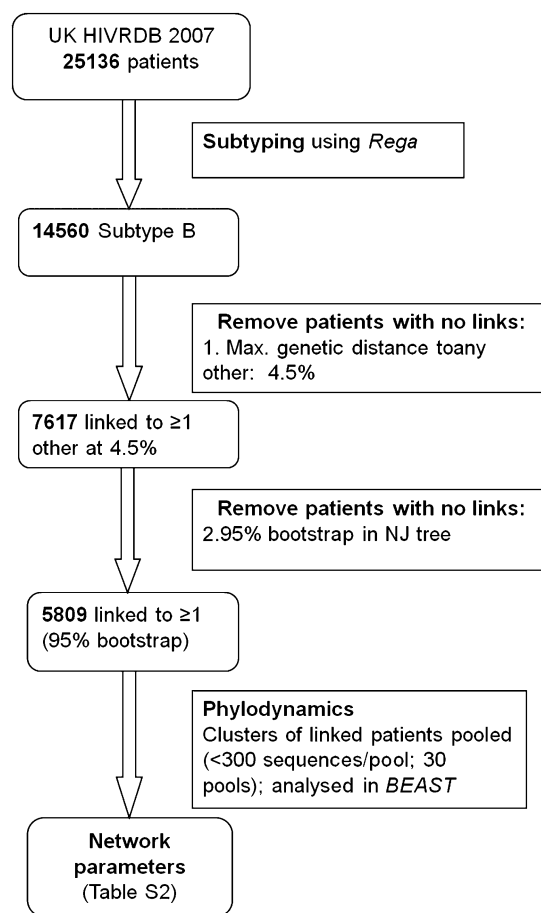 UK HIVRDB 2007
25136 patients
Subtyping using Rega
14560 Subtype B
Remove patients with no links:
1. Max. genetic distance toany
other: 4.5%
7617 linked to ≥1
other at 4.5%
Remove patients with no links:
2.95% bootstrap in NJ tree
5809 linked to ≥1
(95% bootstrap)
Phylodynamics
Clusters of linked patients pooled
(<300 sequences/pool; 30
pools); analysed in BEAST
Network
parameters
(Table S2)